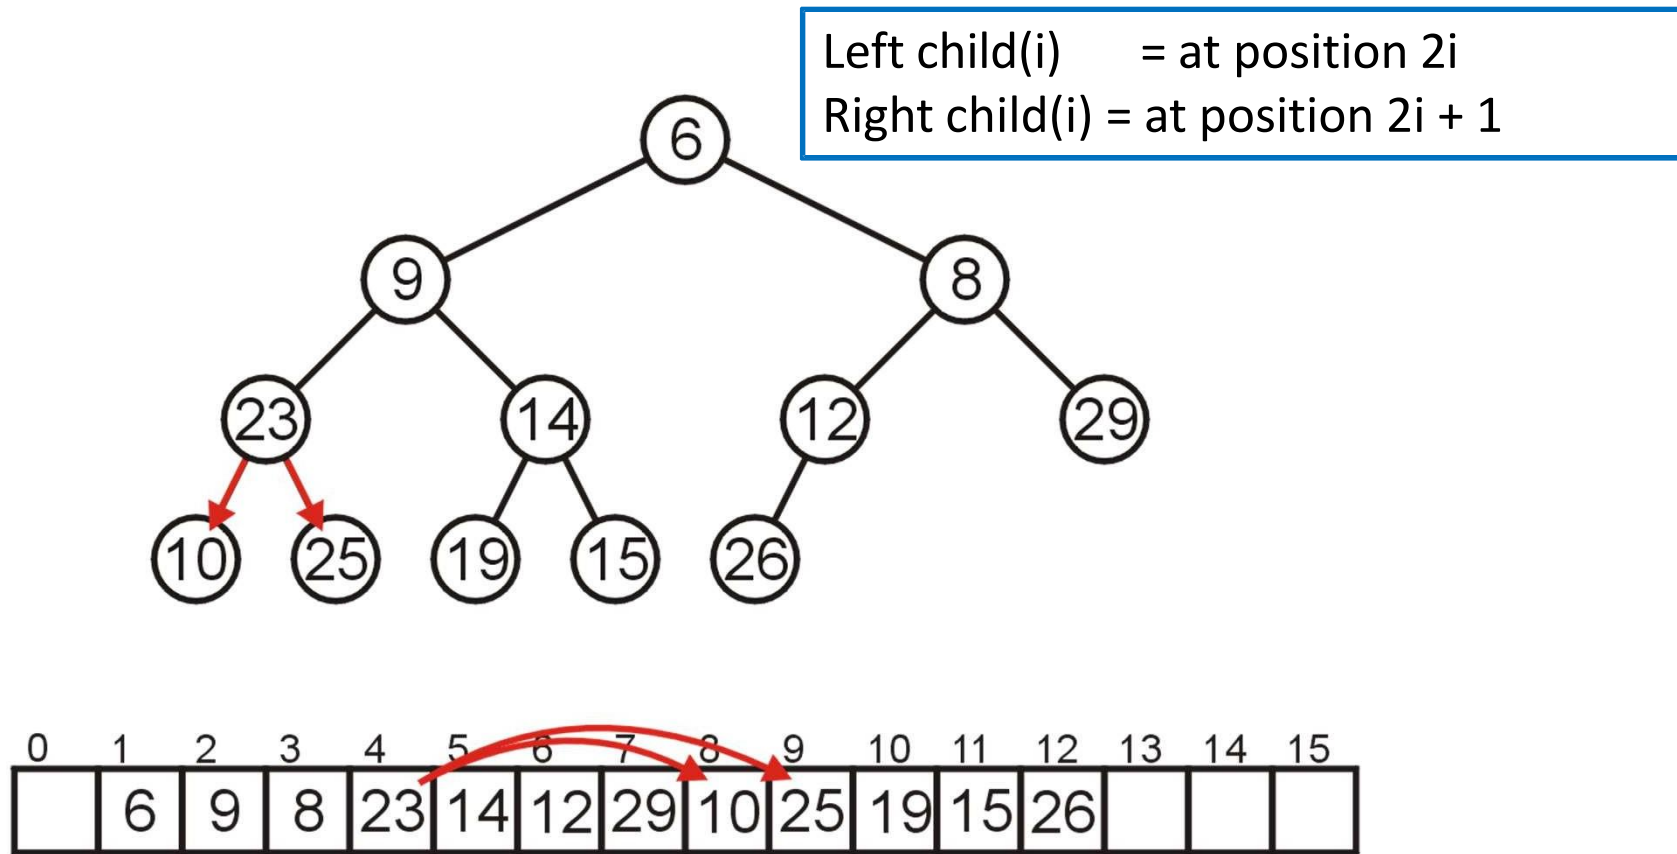 Left child(i) = at position 2i
Right child(i) = at position 2i + 1
6
9 8
23 14 12 29
10 25 19 15 26
0 1 2 3 4 5 6 7 8 9 10 11 12 13 14 15
6 9 8 23 14 12 29 10 25 19 15 26